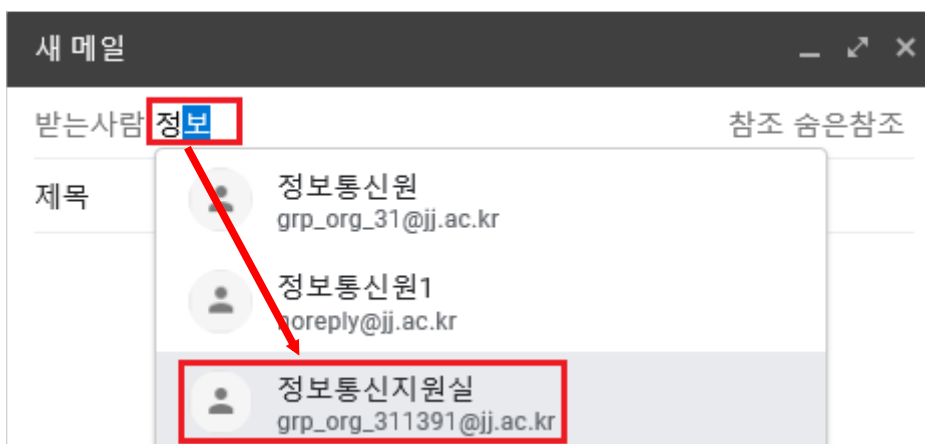 새 메일
받는사람 정보 참조 숨은참조
제목
정보통신원
grp_org_31@jj.ac.kr
정보통신원1
noreply@jj.ac.kr
정보통신지원실
grp_org_311391@jj.ac.kr